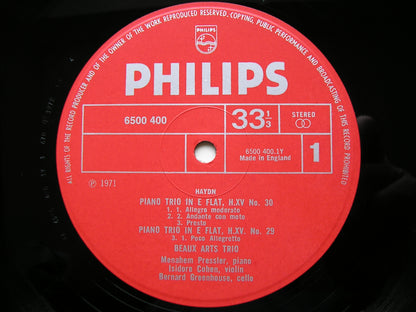 ALL RIGHTS OF THE RECORD PRODUCER AND OF THE OWNER OF THE WORK REPRODUCED RESERVED. COPYING, PUBLIC PERFORMANCE AND BROADCASTING OF THIS RECORD PROHIBITED
PHILIPS
PHILIPS
6500 400
33 1/3
STEREO
6500 400.1Y
Made in England
1
℗ 1971
HAYDN
PIANO TRIO IN E FLAT, H.XV No. 30
1. 1. Allegro moderato
2. 2. Andante con moto
3. Presto
PIANO TRIO IN E FLAT, H.XV. No. 29
3. 1. Poco Allegretto
BEAUX ARTS TRIO
Menahem Pressler, piano
Isidore Cohen, violin
Bernard Greenhouse, cello